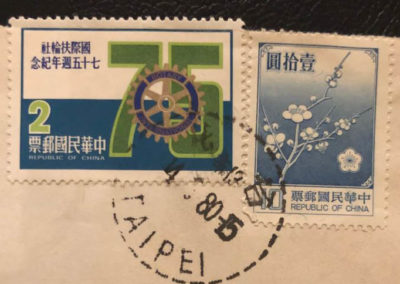 國際扶輪社
七十五週年紀念
75
ROTARY
2
中華民國郵票
REPUBLIC OF CHINA
壹拾圓
中華民國郵票
REPUBLIC OF CHINA
TAIPEI